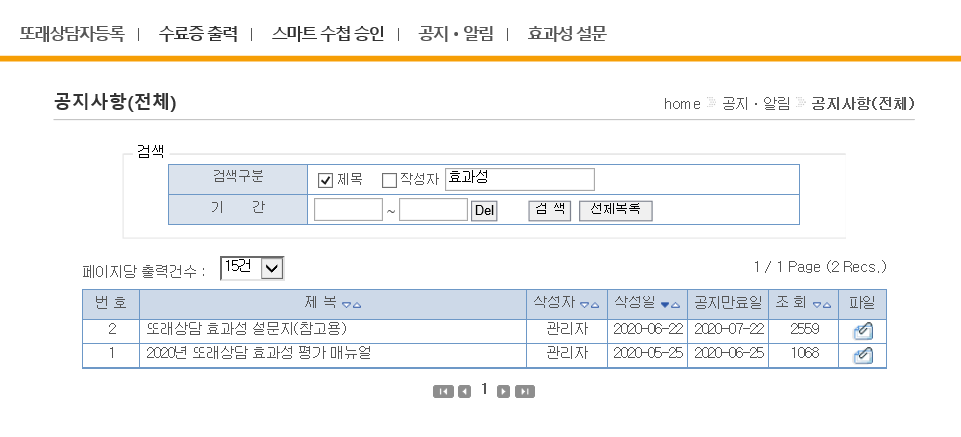 또래상담자등록 | 수료증 출력 | 스마트 수첩 승인 | 공지·알림 | 효과성 설문
공지사항(전체)
home 공지·알림 공지사항(전체)
검색
검색구분 제목 작성자 효과성
기 간 ~ Del 검 색 전체목록
페이지당 출력건수 : 15건
1 / 1 Page (2 Recs.)
번 호 제 목 작성자 작성일 공지만료일 조 회 파일
2 또래상담 효과성 설문지(참고용) 관리자 2020-06-22 2020-07-22 2559
1 2020년 또래상담 효과성 평가 매뉴얼 관리자 2020-05-25 2020-06-25 1068
1